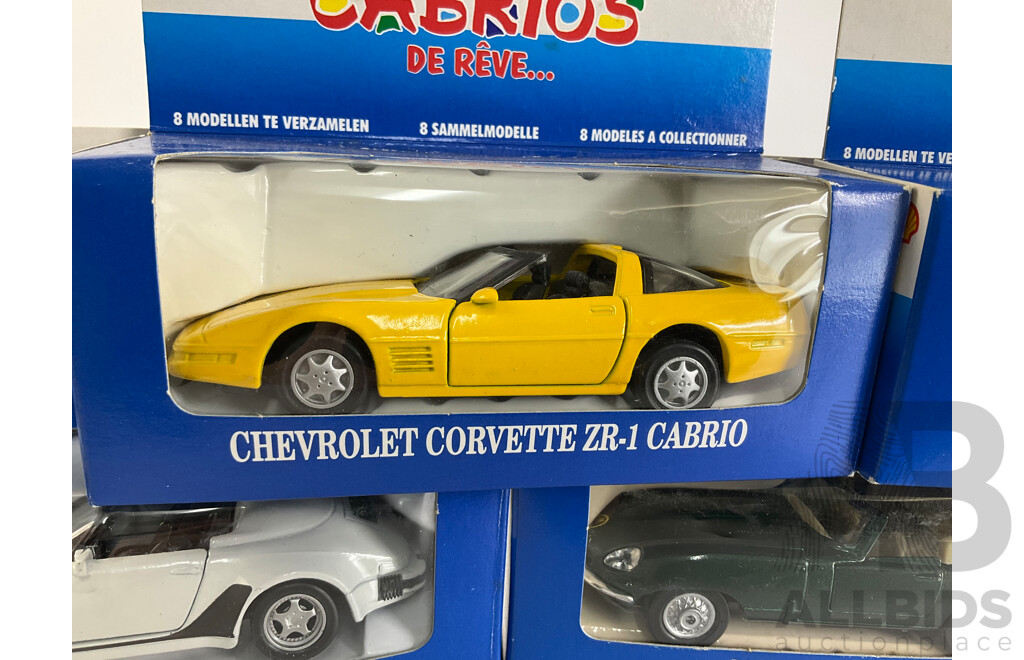 CABRIOS
DE RÊVE...
8 MODELLEN TE VERZAMELEN 8 SAMMELMODELLE 8 MODELES A COLLECTIONNER
8 MODELLEN TE VE
CHEVROLET CORVETTE ZR-1 CABRIO
B
ALLBIDS
auctionplace